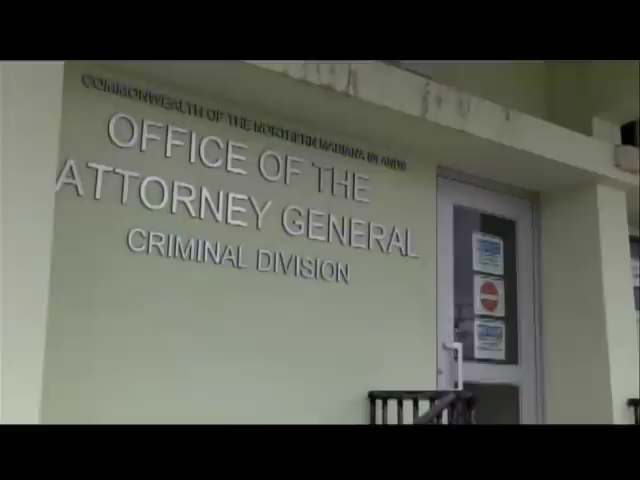 COMMONWEALTH OF THE NORTHERN MARIANA ISLANDS
OFFICE OF THE
ATTORNEY GENERAL
CRIMINAL DIVISION